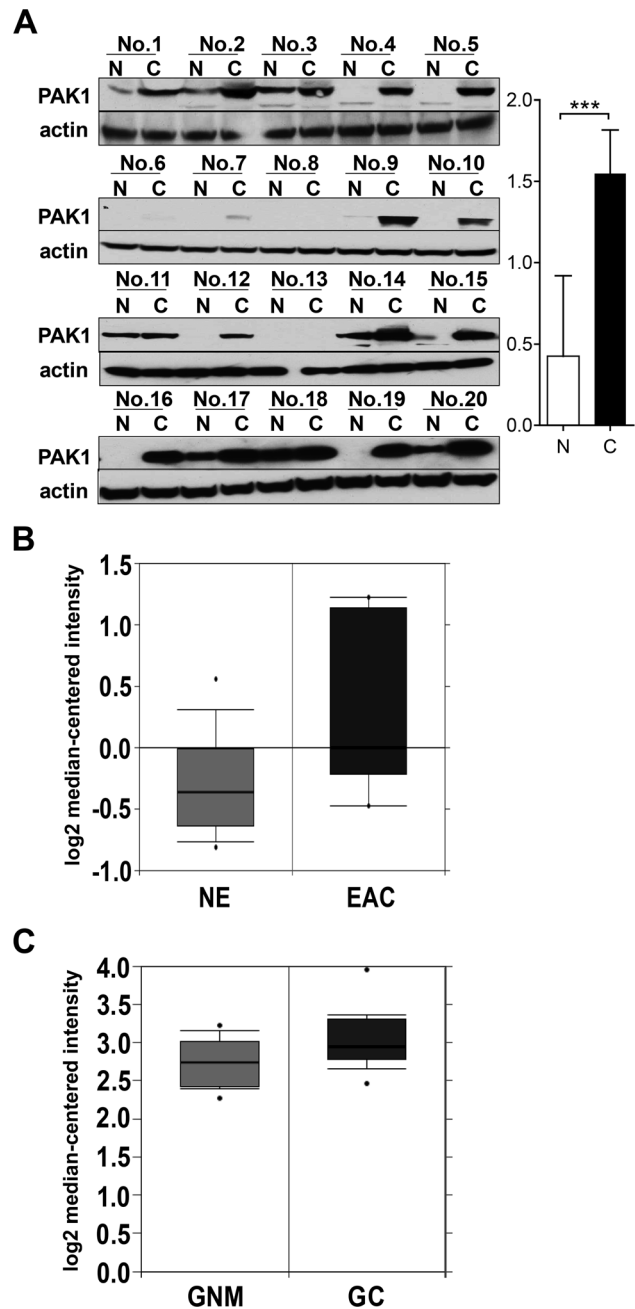 A
No.1 No.2 No.3 No.4 No.5
N C N C N C N C N C
PAK1
actin
No.6 No.7 No.8 No.9 No.10
N C N C N C N C N C
PAK1
actin
No.11 No.12 No.13 No.14 No.15
N C N C N C N C N C
PAK1
actin
No.16 No.17 No.18 No.19 No.20
N C N C N C N C N C
PAK1
actin
***
2.0
1.5
1.0
0.5
0.0
N C
B
log2 median-centered intensity
1.5
1.0
0.5
0.0
-0.5
-1.0
NE EAC
C
log2 median-centered intensity
4.0
3.5
3.0
2.5
2.0
1.5
1.0
0.5
0.0
GNM GC